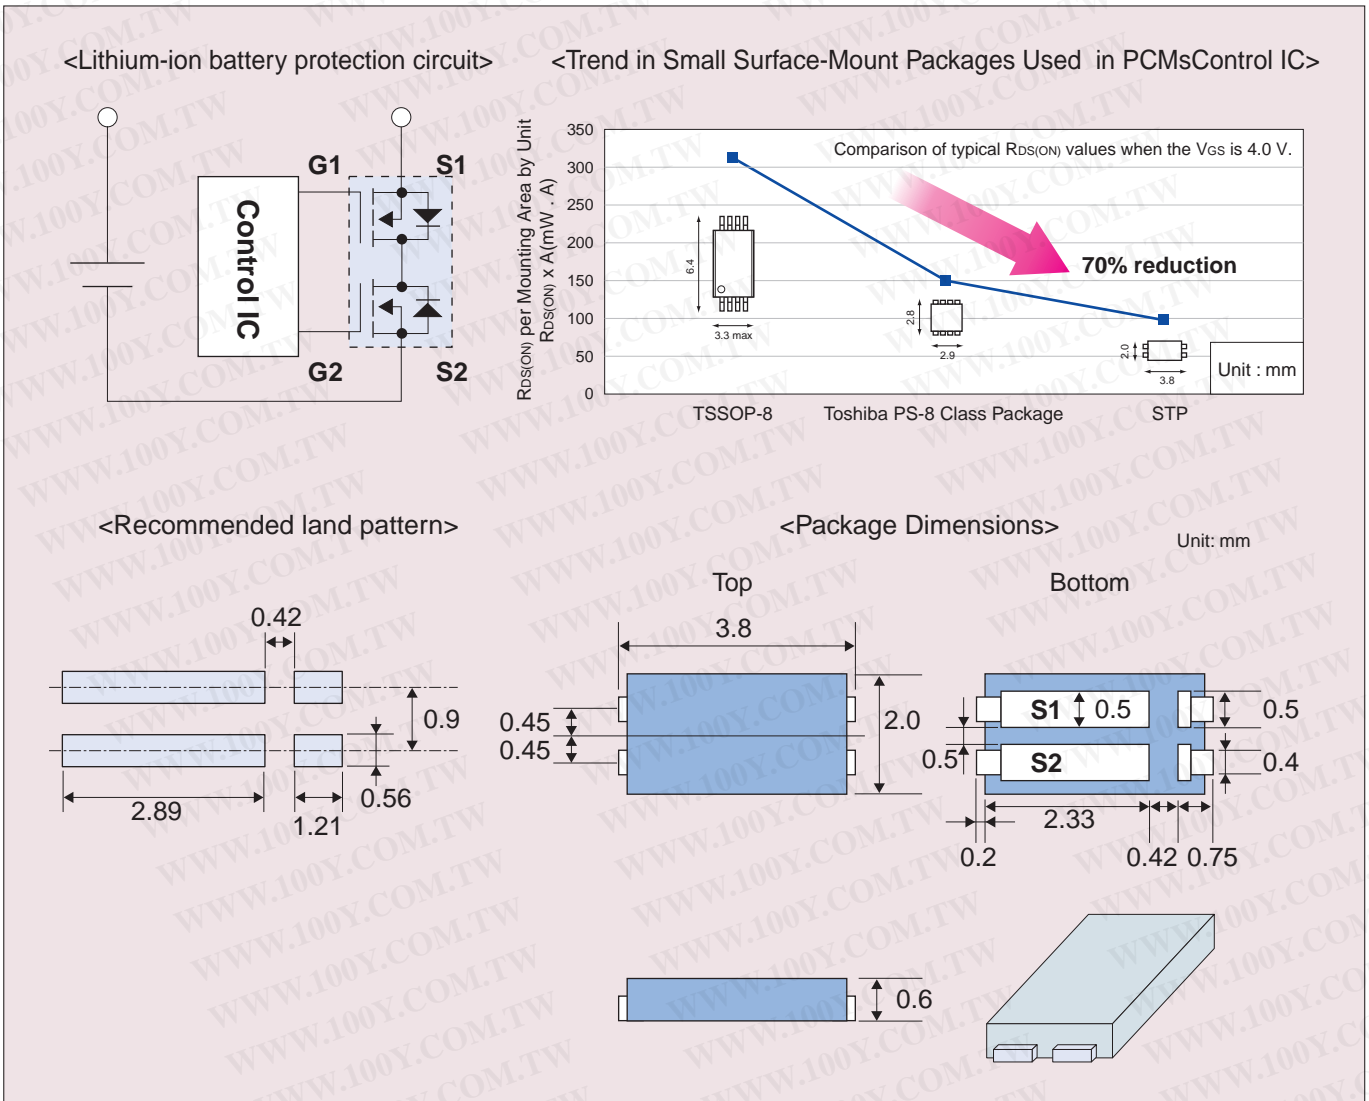 <Lithium-ion battery protection circuit>
G1
S1
Control IC
G2
S2
<Trend in Small Surface-Mount Packages Used in PCMsControl IC>
RDS(ON) per Mounting Area by Unit
RDS(ON) x A(mW . A)
350
300
250
200
150
100
50
0
Comparison of typical RDS(ON) values when the VGS is 4.0 V.
70% reduction
6.4
3.3 max
2.8
2.9
2.0
3.8
Unit : mm
TSSOP-8
Toshiba PS-8 Class Package
STP
<Recommended land pattern>
0.42
0.9
0.56
2.89
1.21
<Package Dimensions>
Unit: mm
Top
3.8
0.45
0.45
2.0
0.6
Bottom
S1
0.5
0.5
0.5
S2
0.4
2.33
0.2
0.42
0.75
WWW.100Y.COM.TW